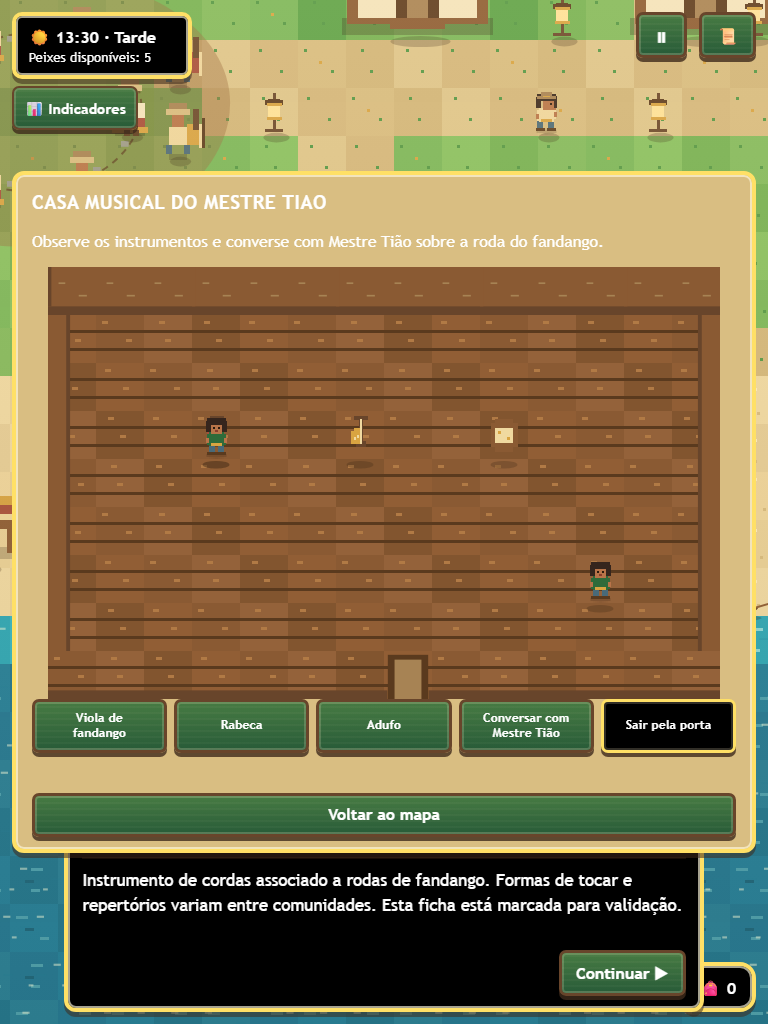 13:30 · Tarde
Peixes disponíveis: 5
Indicadores
CASA MUSICAL DO MESTRE TIAO
Observe os instrumentos e converse com Mestre Tião sobre a roda do fandango.
Viola de
fandango
Rabeca
Adufo
Conversar com
Mestre Tião
Sair pela porta
Voltar ao mapa
Instrumento de cordas associado a rodas de fandango. Formas de tocar e
repertórios variam entre comunidades. Esta ficha está marcada para validação.
Continuar ▶
0